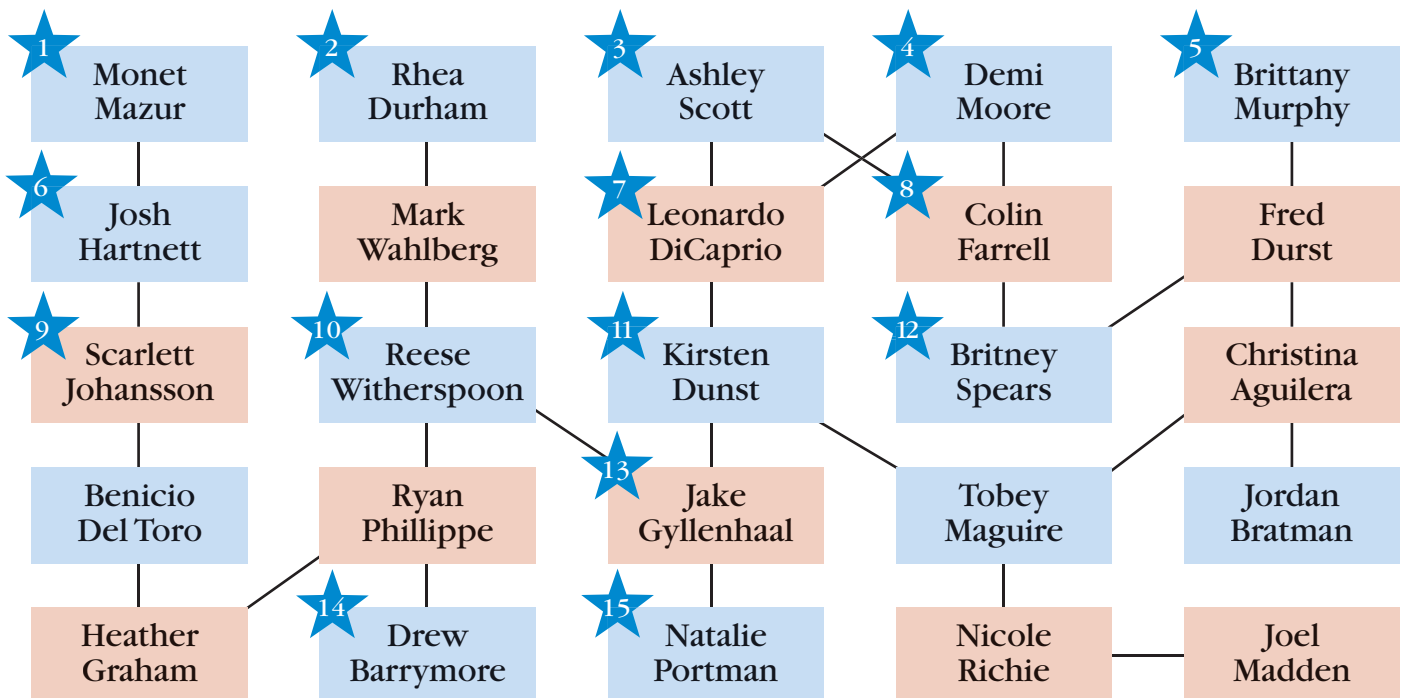 1
Monet
Mazur
2
Rhea
Durham
3
Ashley
Scott
4
Demi
Moore
5
Brittany
Murphy
6
Josh
Hartnett
Mark
Wahlberg
7
Leonardo
DiCaprio
8
Colin
Farrell
Fred
Durst
9
Scarlett
Johansson
10
Reese
Witherspoon
11
Kirsten
Dunst
12
Britney
Spears
Christina
Aguilera
Benicio
Del Toro
Ryan
Phillippe
13
Jake
Gyllenhaal
Tobey
Maguire
Jordan
Bratman
Heather
Graham
14
Drew
Barrymore
15
Natalie
Portman
Nicole
Richie
Joel
Madden